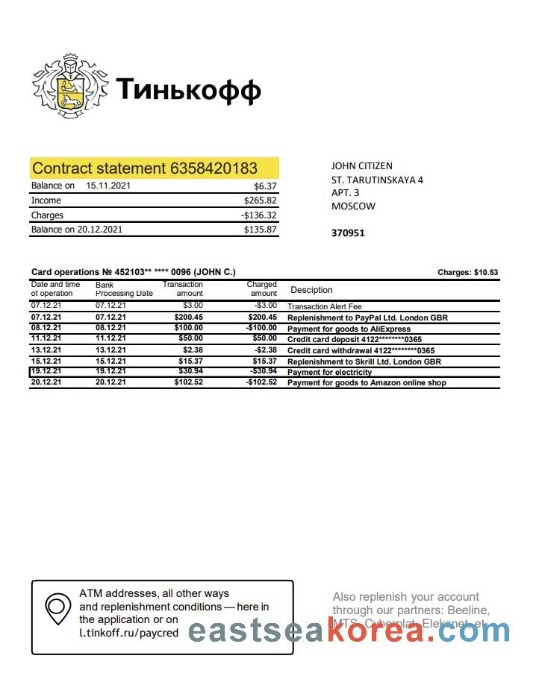 Тинькофф
Contract statement 6358420183
Balance on 15.11.2021 $6.37
Income $265.82
Charges -$136.32
Balance on 20.12.2021 $135.87
JOHN CITIZEN
ST. TARUTINSKAYA 4
APT. 3
MOSCOW
370951
Card operations № 452103** **** 0096 (JOHN C.) Charges: $10.53
Date and time of operation Bank Processing Date Transaction amount Charged amount Desciption
07.12.21 07.12.21 $3.00 -$3.00 Transaction Alert Fee
07.12.21 07.12.21 $200.45 $200.45 Replenishment to PayPal Ltd. London GBR
08.12.21 08.12.21 $100.00 -$100.00 Payment for goods to AliExpress
11.12.21 11.12.21 $50.00 $50.00 Credit card deposit 4122********0365
13.12.21 13.12.21 $2.38 -$2.38 Credit card withdrawal 4122********0365
15.12.21 15.12.21 $15.37 $15.37 Replenishment to Skrill Ltd. London GBR
19.12.21 19.12.21 $30.94 -$30.94 Payment for electricity
20.12.21 20.12.21 $102.52 -$102.52 Payment for goods to Amazon online shop
ATM addresses, all other ways
and replenishment conditions — here in
the application or on
l.tinkoff.ru/paycred
Also replenish your account
through our partners: Beeline,
MTS, Cyberplat, Eleksnet, et
eastseakorea.com